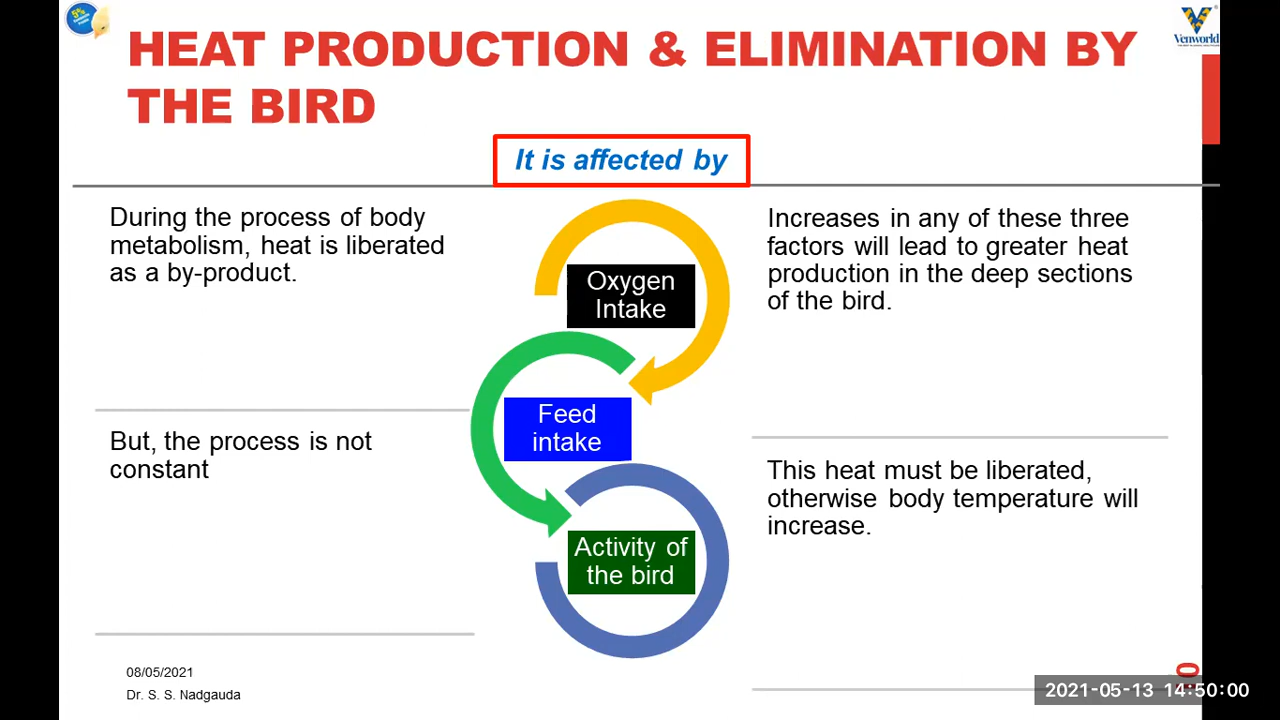 5%
HEAT PRODUCTION & ELIMINATION BY
THE BIRD
Venworld
It is affected by
During the process of body
metabolism, heat is liberated
as a by-product.
But, the process is not
constant
Oxygen
Intake
Feed
intake
Activity of
the bird
Increases in any of these three
factors will lead to greater heat
production in the deep sections
of the bird.
This heat must be liberated,
otherwise body temperature will
increase.
08/05/2021
Dr. S. S. Nadgauda
2021-05-13 14:50:00